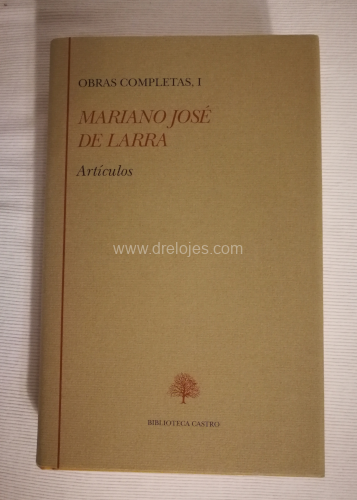 OBRAS COMPLETAS, I
MARIANO JOSÉ
DE LARRA
Artículos
www.drelojes.com
BIBLIOTECA CASTRO